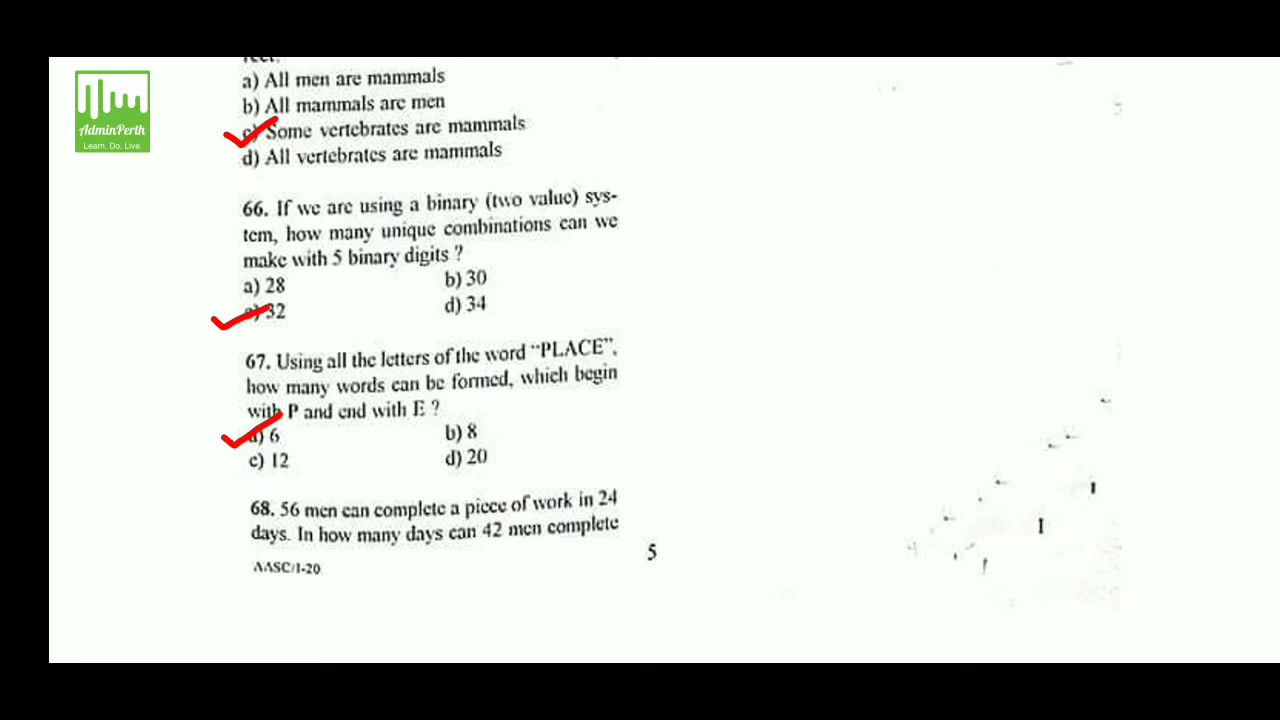 AdminPerth
Learn. Do. Live.
a) All men are mammals
b) All mammals are men
c) Some vertebrates are mammals
d) All vertebrates are mammals
66. If we are using a binary (two value) sys-
tem, how many unique combinations can we
make with 5 binary digits ?
a) 28 b) 30
c) 32 d) 34
67. Using all the letters of the word "PLACE",
how many words can be formed, which begin
with P and end with E ?
a) 6 b) 8
c) 12 d) 20
68. 56 men can complete a piece of work in 24
days. In how many days can 42 men complete
5
AASC/1-20